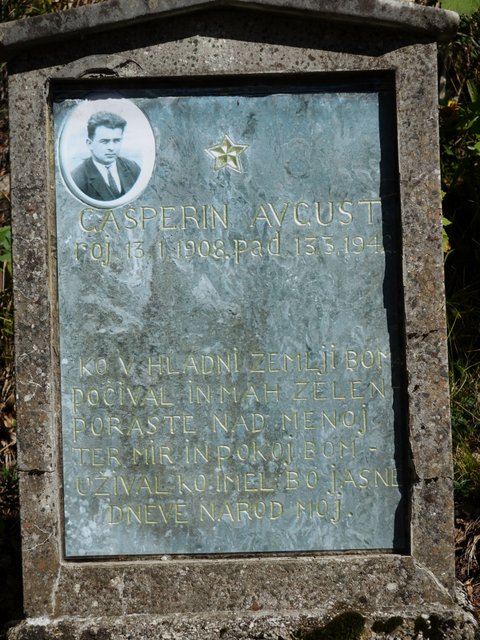 GAŠPERIN AVGUST
roj. 13.1.1908. pad. 13.3.194
KO V HLADNI ZEMLJI BOM
POČIVAL IN MAH ZELEN -
PORASTE NAD MENOJ
TER MIR IN POKOJ BOM -
UŽIVAL KO IMEL BO JASNE
DNEVE NAROD MOJ.